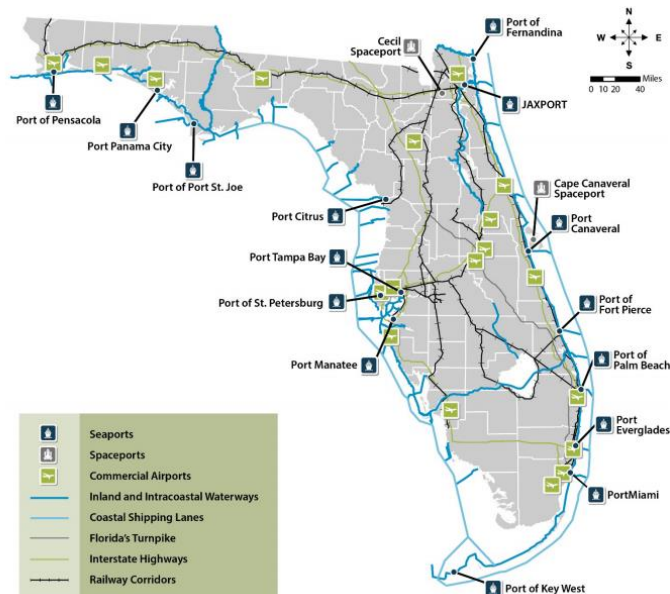 Cecil
Spaceport
Port of
Fernandina
N
W
E
S
Miles
0 10 20
40
JAXPORT
Port of Pensacola
Port Panama City
Port of Port St. Joe
Port Citrus
Cape Canaveral
Spaceport
Port
Canaveral
Port Tampa Bay
Port of St. Petersburg
Port of
Fort Pierce
Port Manatee
Port of
Palm Beach
Port
Everglades
PortMiami
Port of Key West
Seaports
Spaceports
Commercial Airports
Inland and Intracoastal Waterways
Coastal Shipping Lanes
Florida's Turnpike
Interstate Highways
Railway Corridors